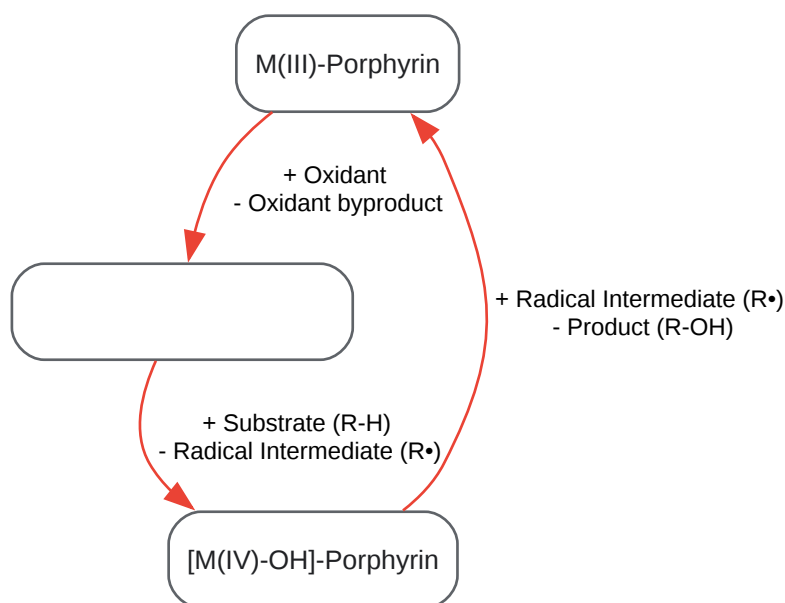 M(III)-Porphyrin
+ Oxidant
- Oxidant byproduct
+ Radical Intermediate (R•)
- Product (R-OH)
+ Substrate (R-H)
- Radical Intermediate (R•)
[M(IV)-OH]-Porphyrin